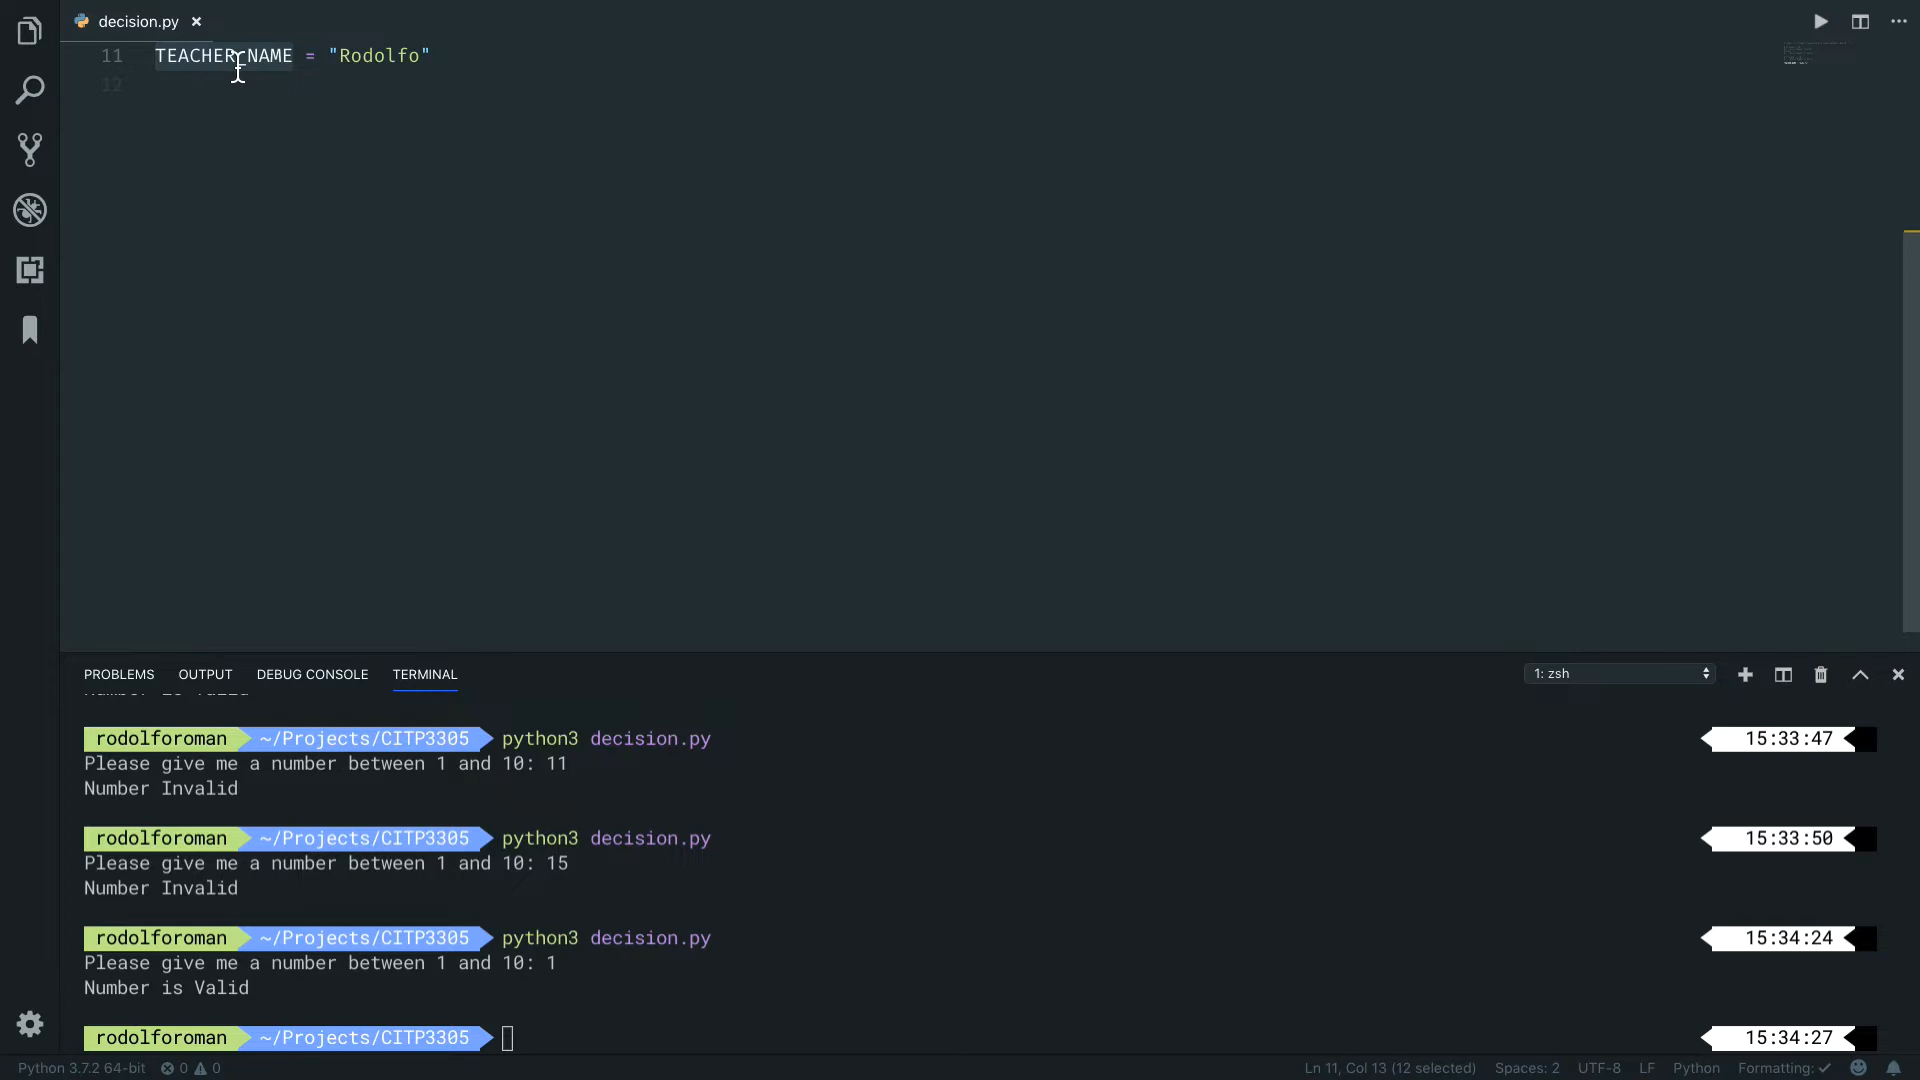 decision.py
11 TEACHER_NAME = "Rodolfo"
12
PROBLEMS OUTPUT DEBUG CONSOLE TERMINAL 1: zsh
Number is Valid
rodolforoman ~/Projects/CITP3305 python3 decision.py 15:33:47
Please give me a number between 1 and 10: 11
Number Invalid
rodolforoman ~/Projects/CITP3305 python3 decision.py 15:33:50
Please give me a number between 1 and 10: 15
Number Invalid
rodolforoman ~/Projects/CITP3305 python3 decision.py 15:34:24
Please give me a number between 1 and 10: 1
Number is Valid
rodolforoman ~/Projects/CITP3305 15:34:27
Python 3.7.2 64-bit 0 0 Ln 11, Col 13 (12 selected) Spaces: 2 UTF-8 LF Python Formatting: ✓